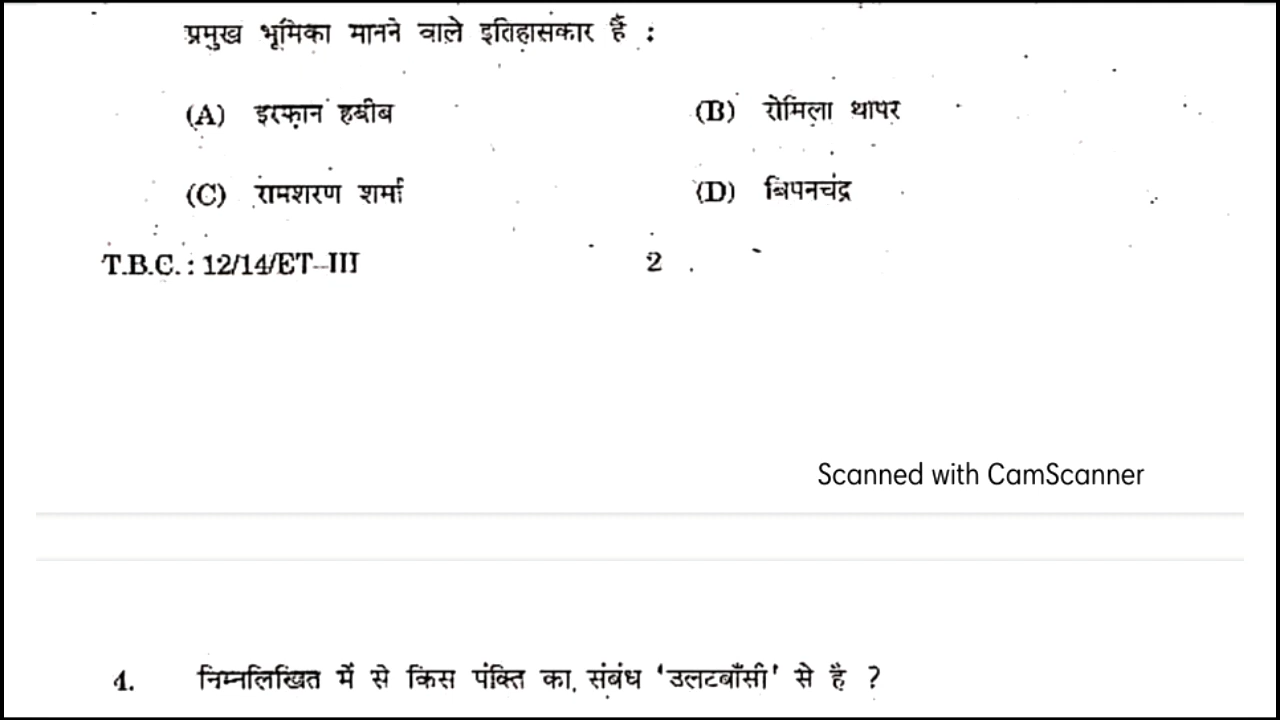 प्रमुख भूमिका मानने वाले इतिहासकार हैं :
(A) इरफान हबीब (B) रोमिला थापर
(C) रामशरण शर्मा (D) बिपनचंद्र
T.B.C. : 12/14/ET–III 2
Scanned with CamScanner
4. निम्नलिखित में से किस पंक्ति का संबंध ‘उलटबाँसी’ से है ?